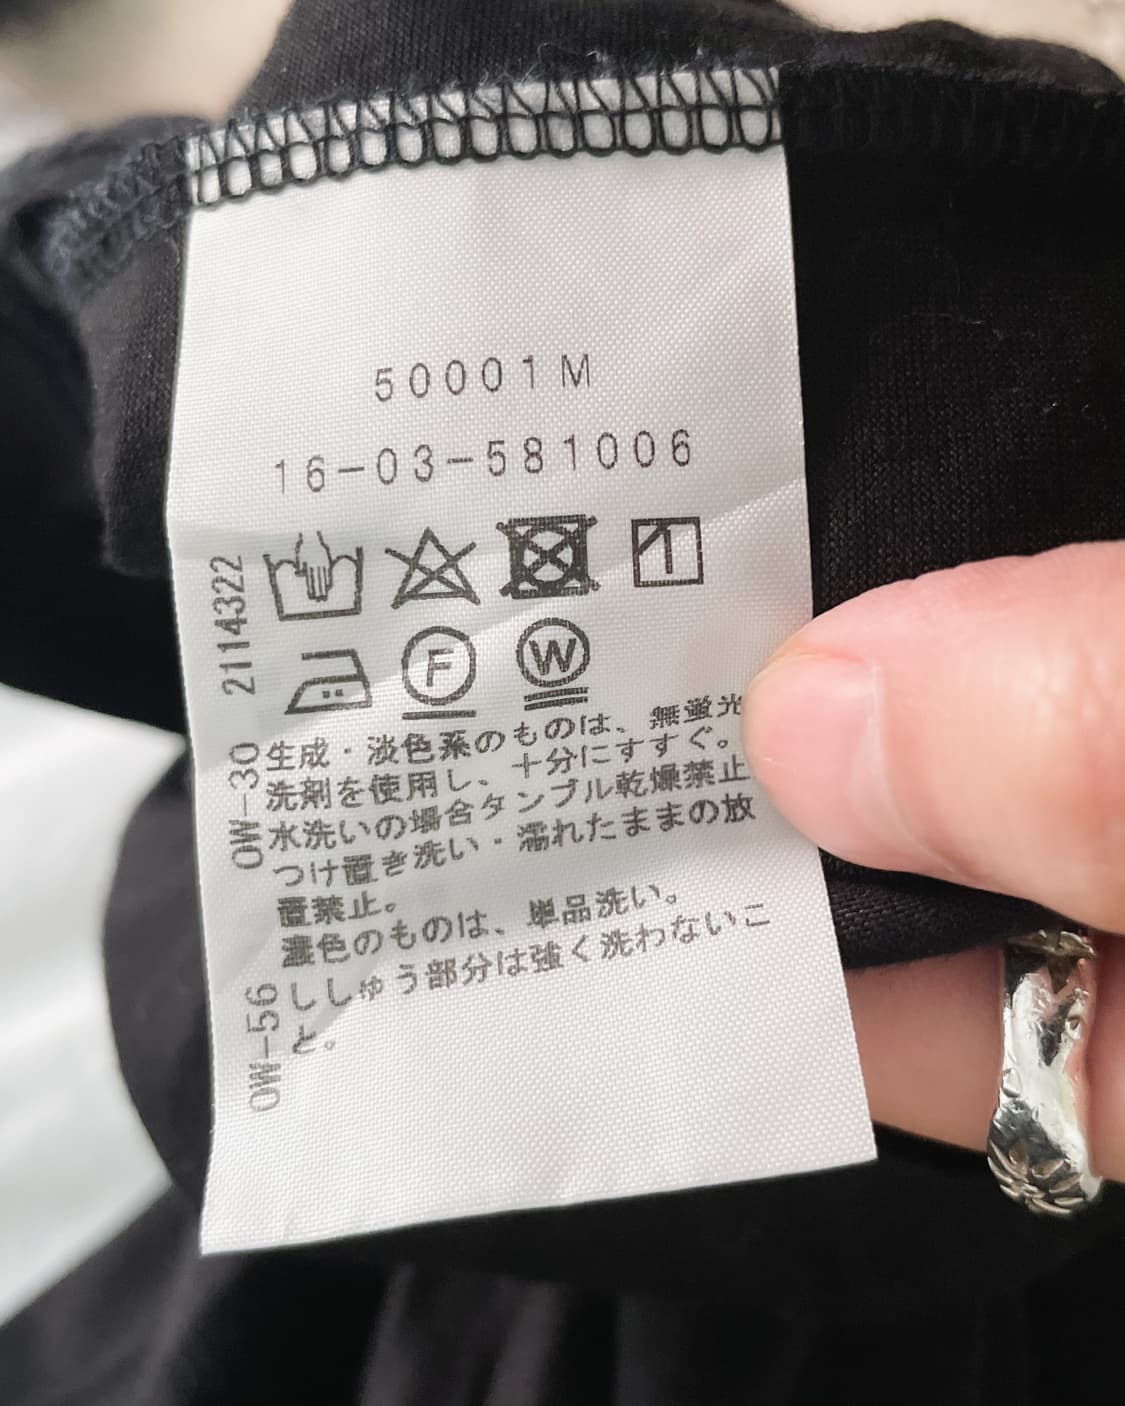 50001M
16-03-581006
2114322
F
W
OW-30
生成・淡色系のものは、無蛍光
洗剤を使用し、十分にすすぐ。
水洗いの場合タンブル乾燥禁止
つけ置き洗い・濡れたままの放
置禁止。
濃色のものは、単品洗い。
ししゅう部分は強く洗わないこ
と。
OW-56